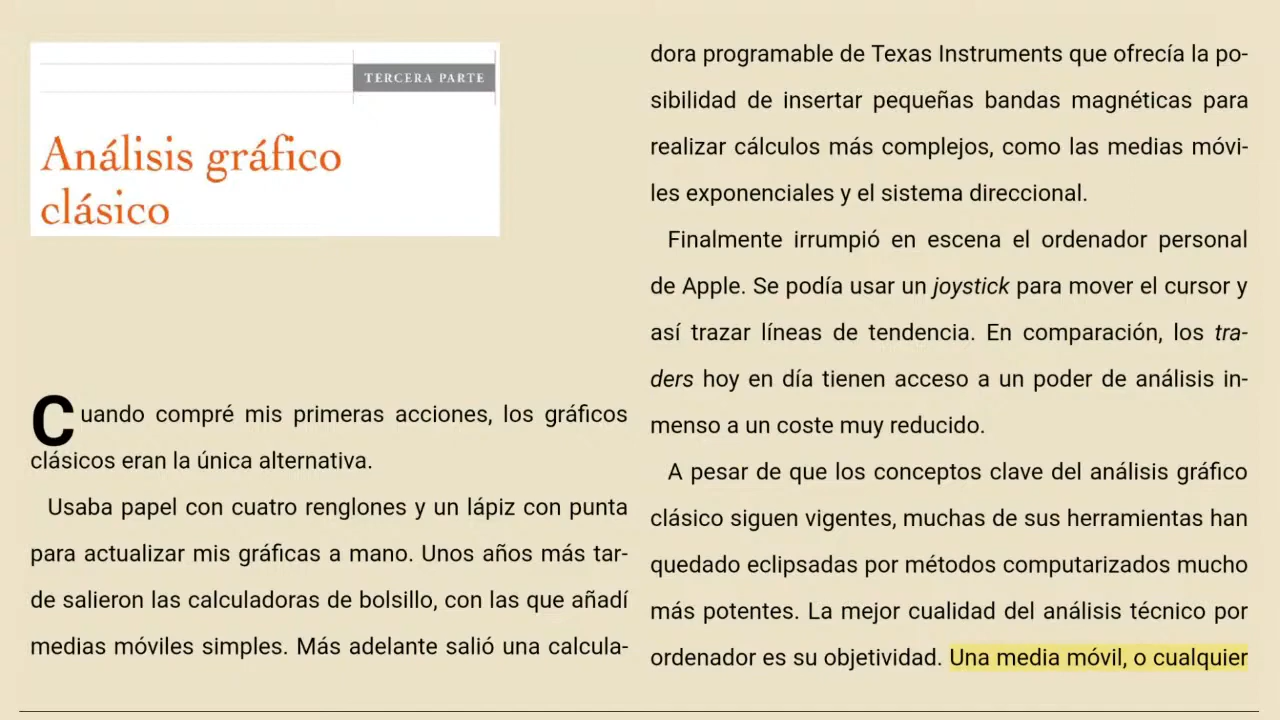 TERCERA PARTE
Análisis gráfico
clásico
Cuando compré mis primeras acciones, los gráficos
clásicos eran la única alternativa.
Usaba papel con cuatro renglones y un lápiz con punta
para actualizar mis gráficas a mano. Unos años más tar-
de salieron las calculadoras de bolsillo, con las que añadí
medias móviles simples. Más adelante salió una calcula-
dora programable de Texas Instruments que ofrecía la po-
sibilidad de insertar pequeñas bandas magnéticas para
realizar cálculos más complejos, como las medias móvi-
les exponenciales y el sistema direccional.
Finalmente irrumpió en escena el ordenador personal
de Apple. Se podía usar un joystick para mover el cursor y
así trazar líneas de tendencia. En comparación, los tra-
ders hoy en día tienen acceso a un poder de análisis in-
menso a un coste muy reducido.
A pesar de que los conceptos clave del análisis gráfico
clásico siguen vigentes, muchas de sus herramientas han
quedado eclipsadas por métodos computarizados mucho
más potentes. La mejor cualidad del análisis técnico por
ordenador es su objetividad. Una media móvil, o cualquier